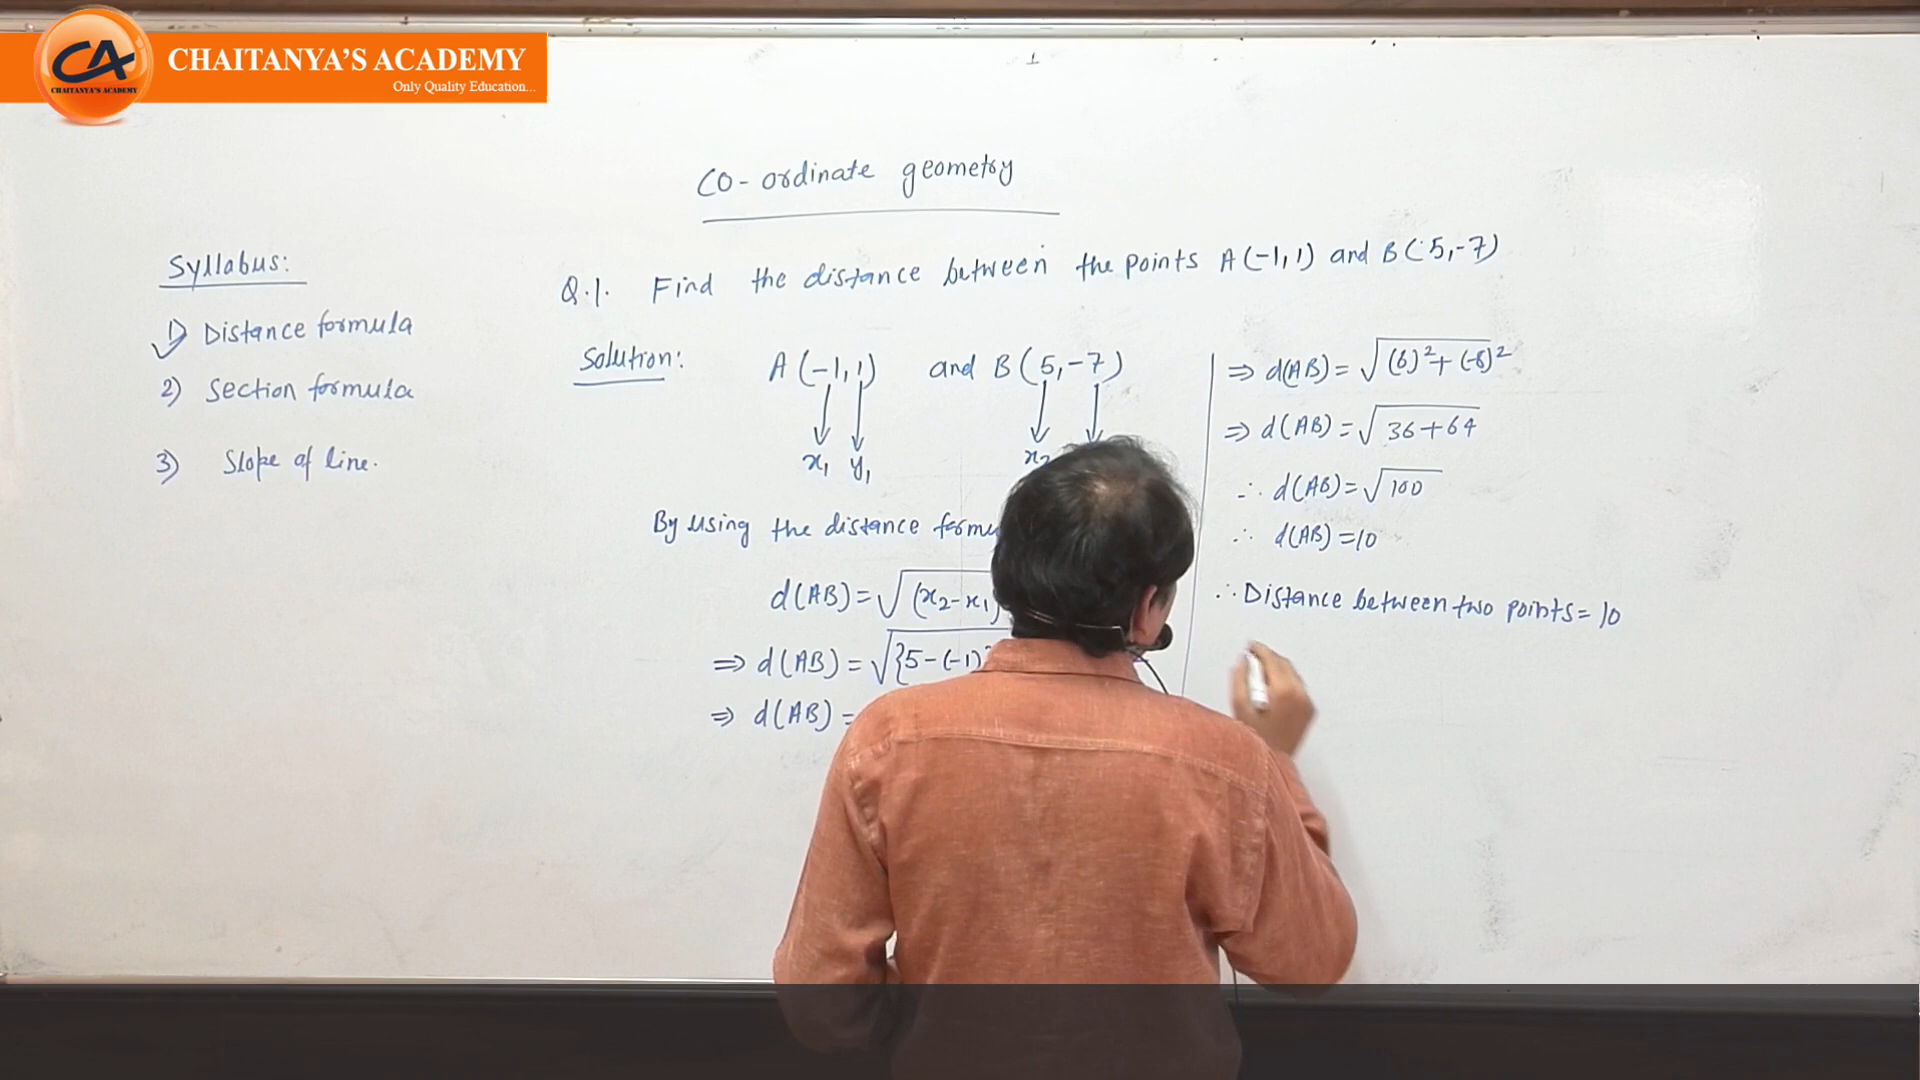 CHAITANYA'S ACADEMY
Only Quality Education...
CA
CHAITANYA'S ACADEMY
Co-ordinate geometry
Syllabus:
1) Distance formula
2) Section formula
3) Slope of line.
Q.1. Find the distance between the points A(-1,1) and B(5,-7)
Solution: A(-1,1) and B(5,-7)
x₁ y₁ x₂
By using the distance
d(AB)=√(x₂-x₁)
⇒ d(AB) = √{5-(-1)
⇒ d(AB) =
⇒ d(AB) = √(6)²+(-8)²
⇒ d(AB) = √36+64
∴ d(AB)=√100
∴ d(AB)=10
∴ Distance between two points = 10